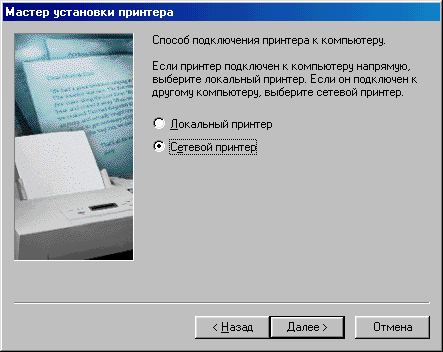 Мастер установки принтера
Способ подключения принтера к компьютеру.
Если принтер подключен к компьютеру напрямую,
выберите локальный принтер. Если он подключен к
другому компьютеру, выберите сетевой принтер.
Локальный принтер
Сетевой принтер
< Назад Далее > Отмена